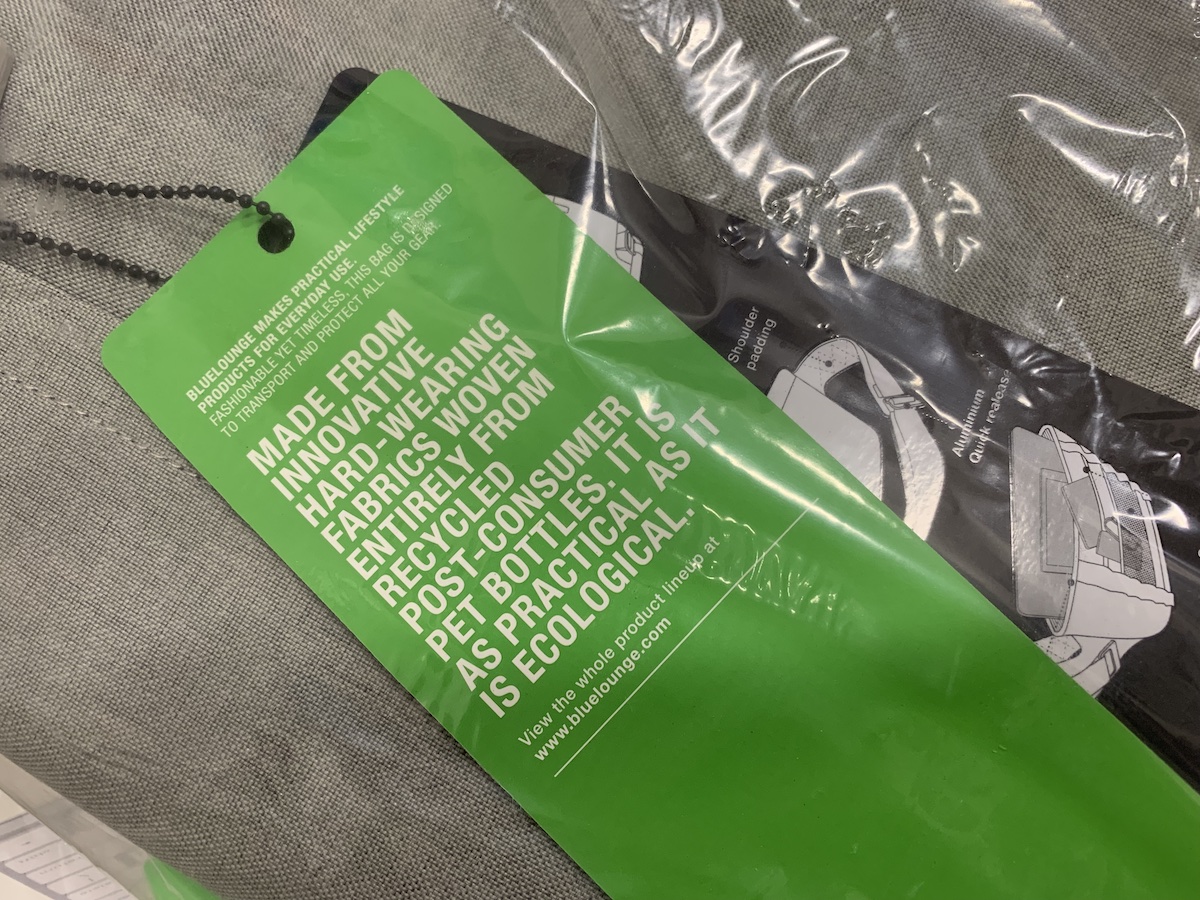 BLUELOUNGE MAKES PRACTICAL LIFESTYLE
PRODUCTS FOR EVERYDAY USE.
FASHIONABLE YET TIMELESS, THIS BAG IS DESIGNED
TO TRANSPORT AND PROTECT ALL YOUR GEAR.
MADE FROM
INNOVATIVE
HARD-WEARING
FABRICS WOVEN
ENTIRELY FROM
RECYCLED
POST-CONSUMER
PET BOTTLES. IT IS
AS PRACTICAL AS IT
IS ECOLOGICAL.
View the whole product lineup at
www.bluelounge.com
Shoulder
padding
Aluminium
Quick realeas